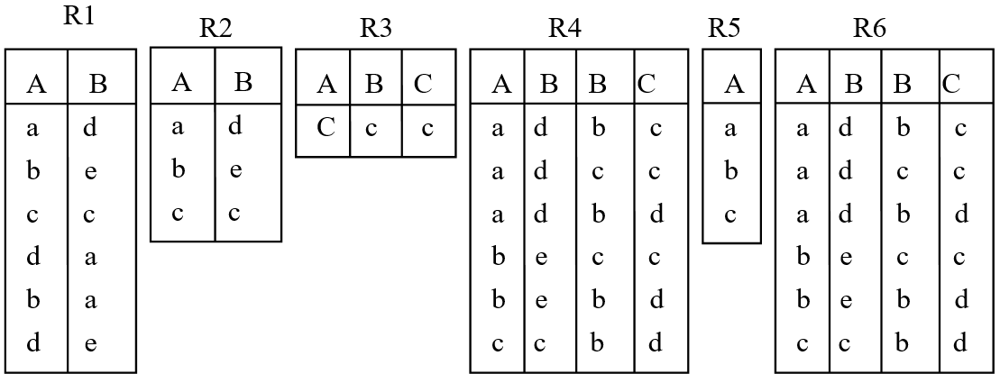 R1 R2 R3 R4 R5 R6
A B A B A B C A B B C A A B B C
a d a d C c c a d b c a a d b c
b e b e a d c c b a d c c
c c c c a d b d c a d b d
d a b e c c b e c c
b a b e b d b e b d
d e c c b d c c b d